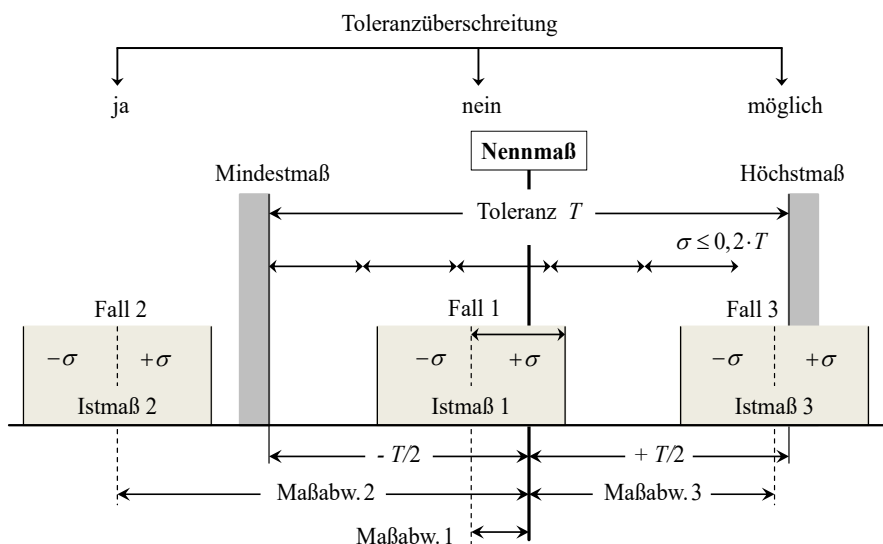 Toleranzüberschreitung
ja nein möglich
Nennmaß
Mindestmaß Höchstmaß
Toleranz T
σ ≤ 0,2·T
Fall 2 Fall 1 Fall 3
−σ +σ −σ +σ −σ +σ
Istmaß 2 Istmaß 1 Istmaß 3
- T/2 + T/2
Maßabw. 2 Maßabw. 3
Maßabw. 1